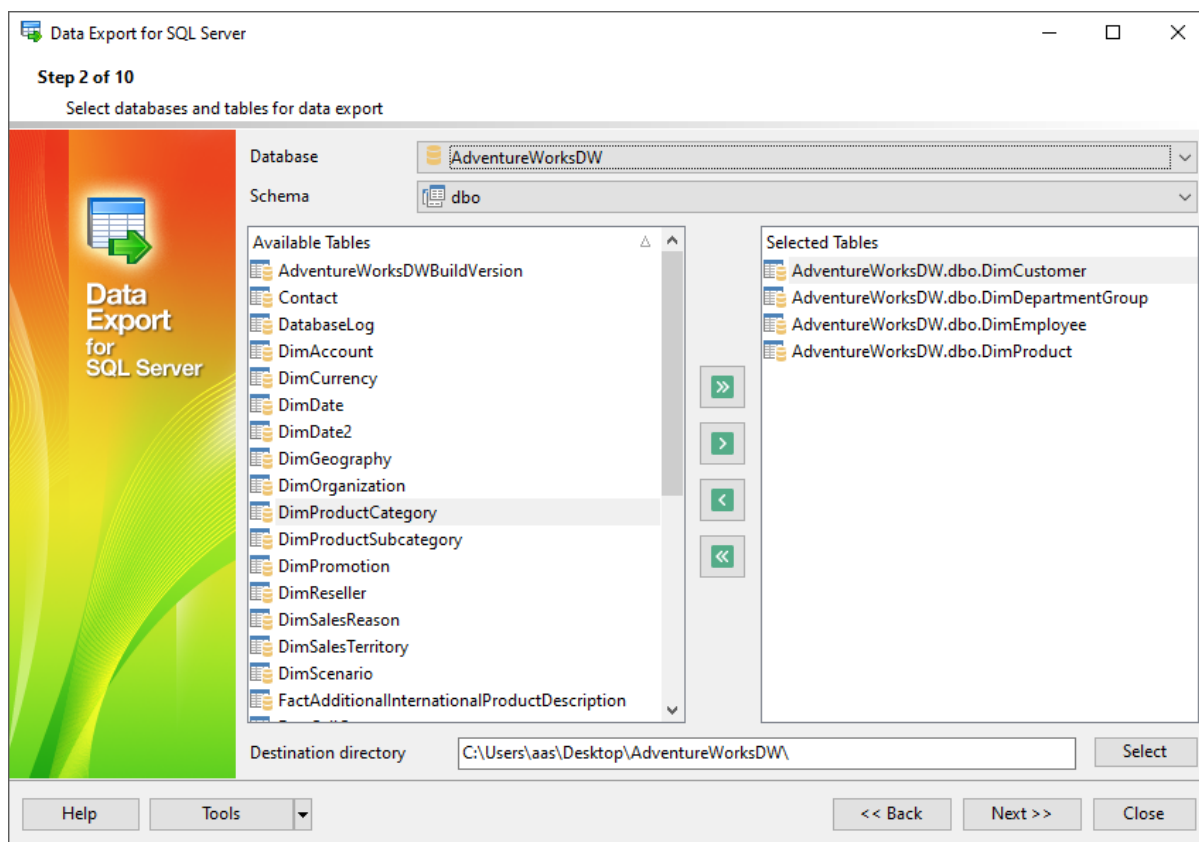 Data Export for SQL Server
Step 2 of 10
Select databases and tables for data export
Data
Export
for
SQL Server
Database
AdventureWorksDW
Schema
dbo
Available Tables
AdventureWorksDWBuildVersion
Contact
DatabaseLog
DimAccount
DimCurrency
DimDate
DimDate2
DimGeography
DimOrganization
DimProductCategory
DimProductSubcategory
DimPromotion
DimReseller
DimSalesReason
DimSalesTerritory
DimScenario
FactAdditionalInternationalProductDescription
Selected Tables
AdventureWorksDW.dbo.DimCustomer
AdventureWorksDW.dbo.DimDepartmentGroup
AdventureWorksDW.dbo.DimEmployee
AdventureWorksDW.dbo.DimProduct
Destination directory
C:\Users\aas\Desktop\AdventureWorksDW\
Select
Help
Tools
<< Back
Next >>
Close